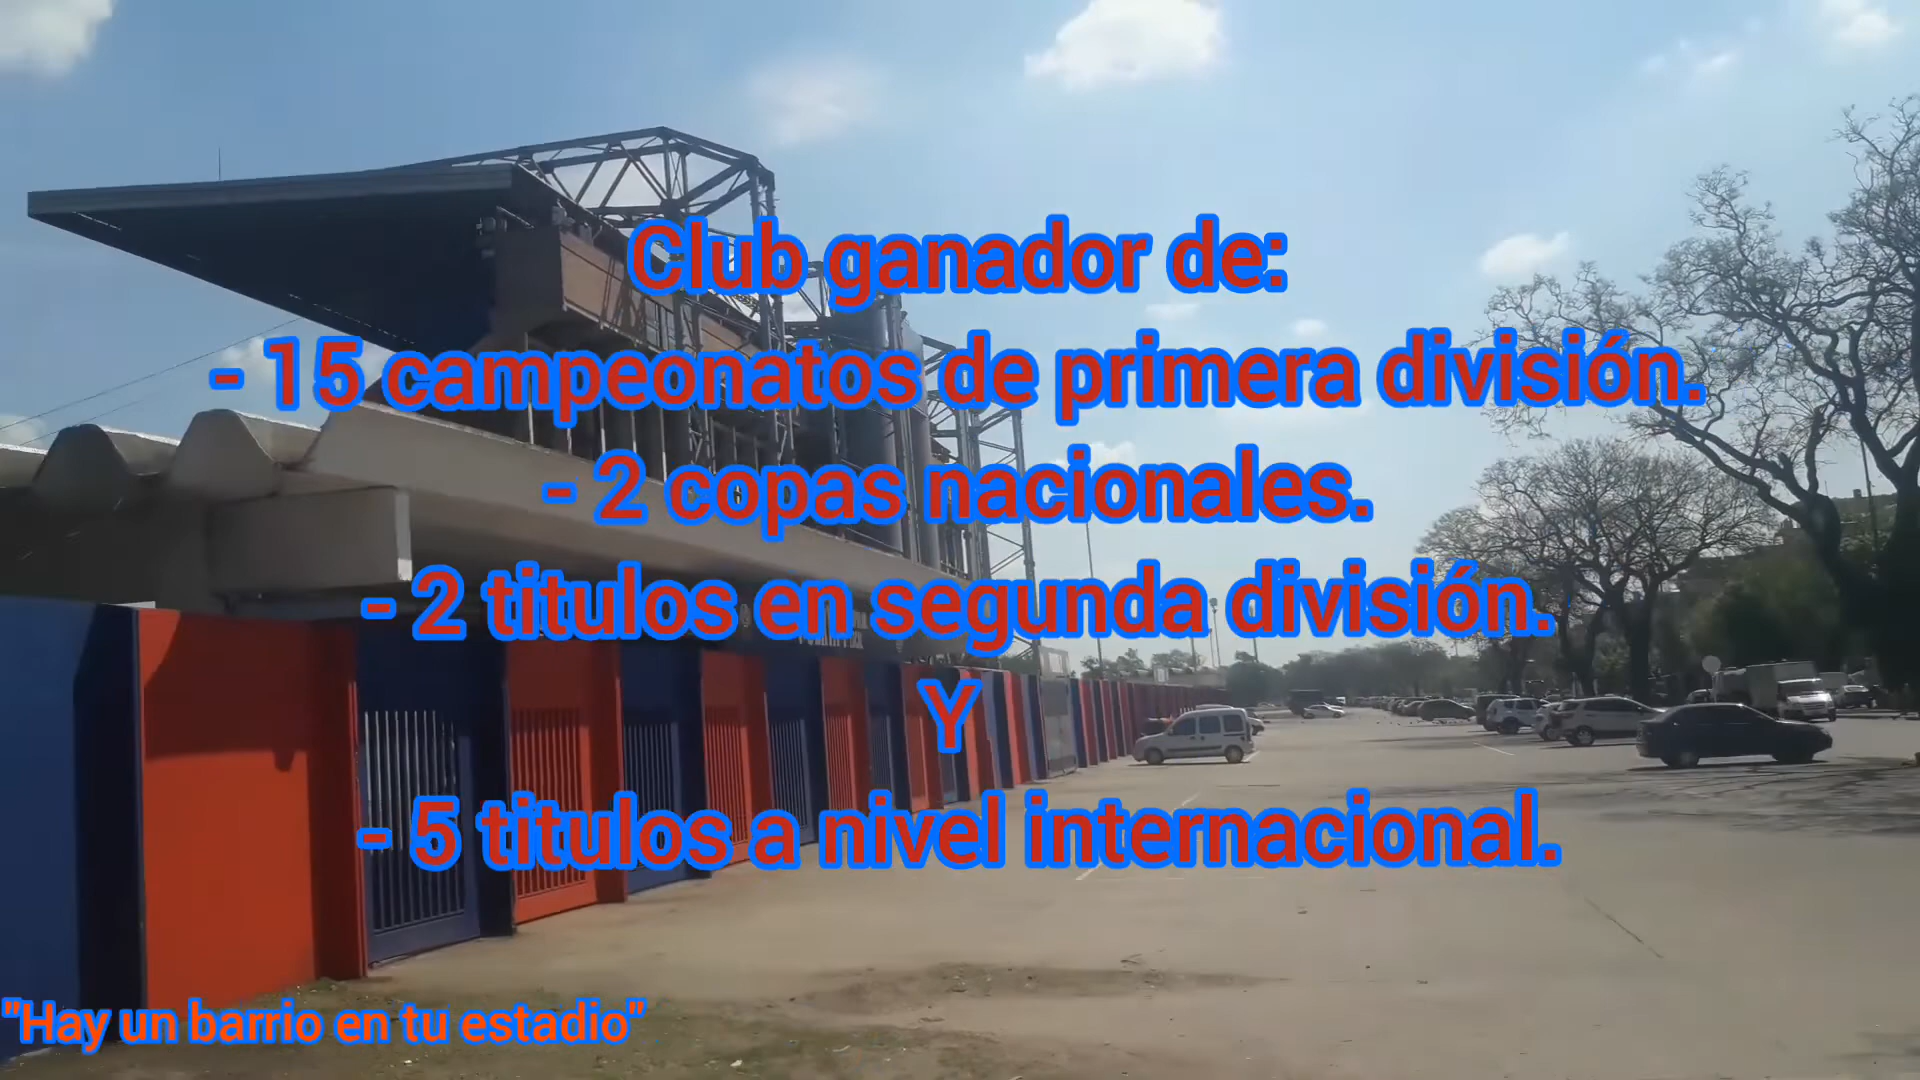 Club ganador de:
- 15 campeonatos de primera división.
- 2 copas nacionales.
- 2 titulos en segunda división.
Y
- 5 titulos a nivel internacional.
"Hay un barrio en tu estadio"